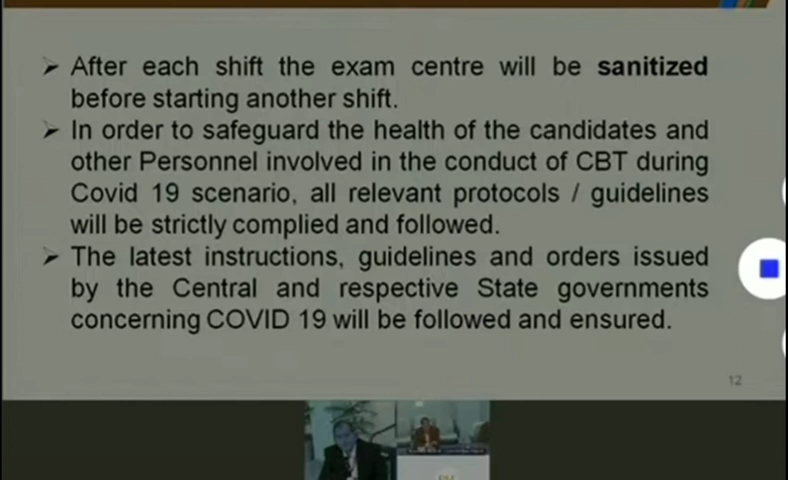 ➢ After each shift the exam centre will be sanitized
before starting another shift.
➢ In order to safeguard the health of the candidates and
other Personnel involved in the conduct of CBT during
Covid 19 scenario, all relevant protocols / guidelines
will be strictly complied and followed.
➢ The latest instructions, guidelines and orders issued
by the Central and respective State governments
concerning COVID 19 will be followed and ensured.
12